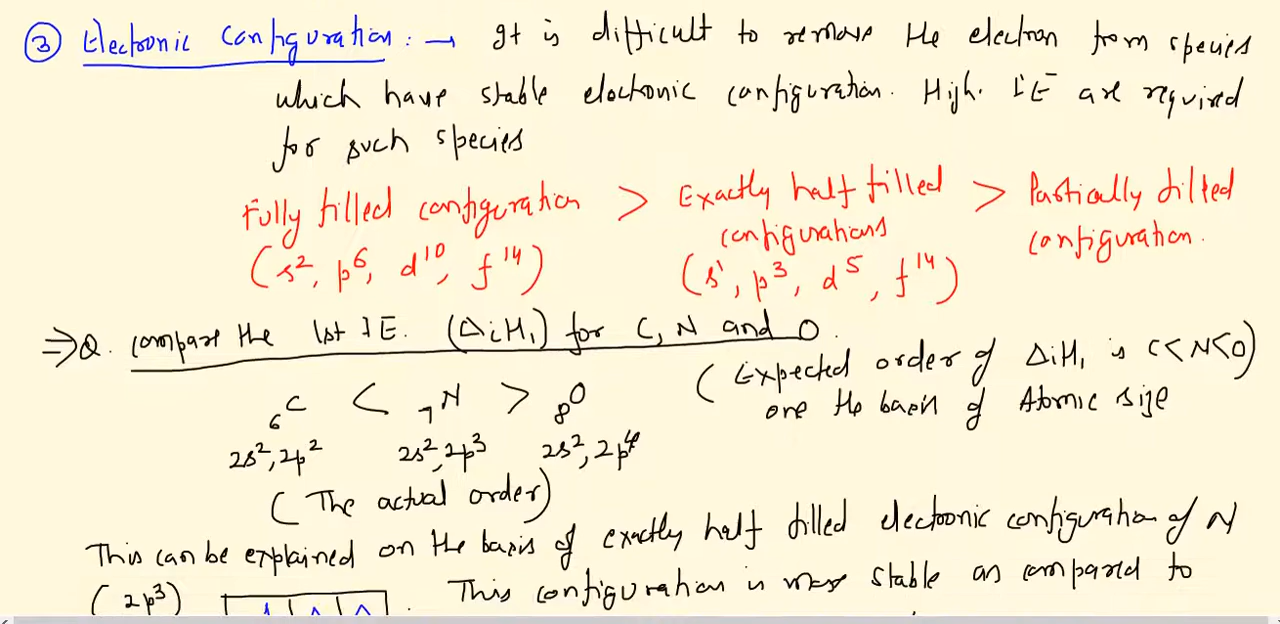 ③ Electronic Configuration: → It is difficult to remove the electron from species
which have stable eloctronic configuration. High. IE are required
for such species
Fully filled configuration > Exactly half filled > Partically filled
configurations configuration.
(s², p⁶, d¹⁰, f¹⁴) (s¹, p³, d⁵, f¹⁴)
⇒ Q. compare the 1st IE. (ΔiH₁) for C, N and O.
(Expected order of ΔiH₁ is C<N<O)
₆C < ₇N > ₈O
one the basis of Atomic size
2s², 2p² 2s², 2p³ 2s², 2p⁴
(The actual order)
This can be explained on the basis of exactly half filled electronic configuration of N
(2p³) . This configuration is more stable as compared to